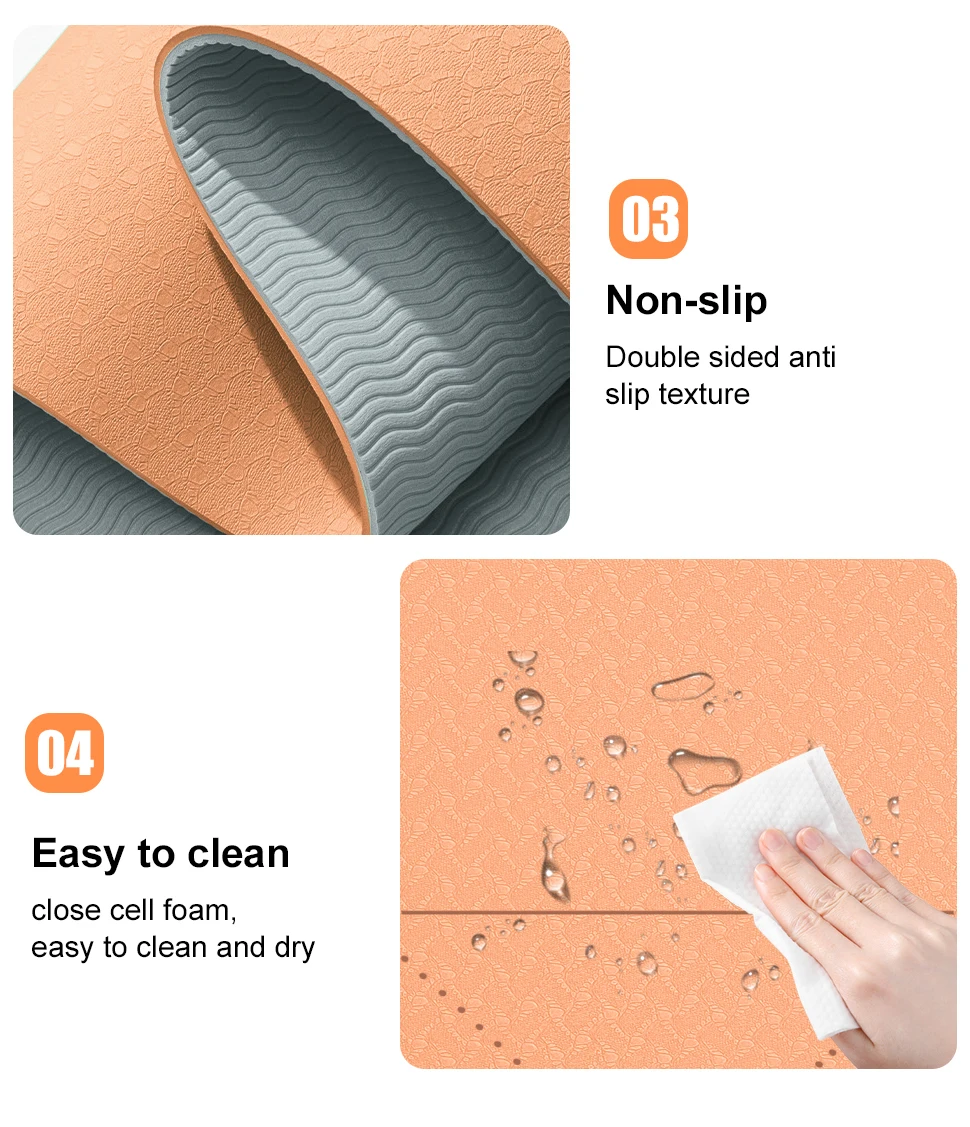 03
Non-slip
Double sided anti
slip texture
04
Easy to clean
close cell foam,
easy to clean and dry